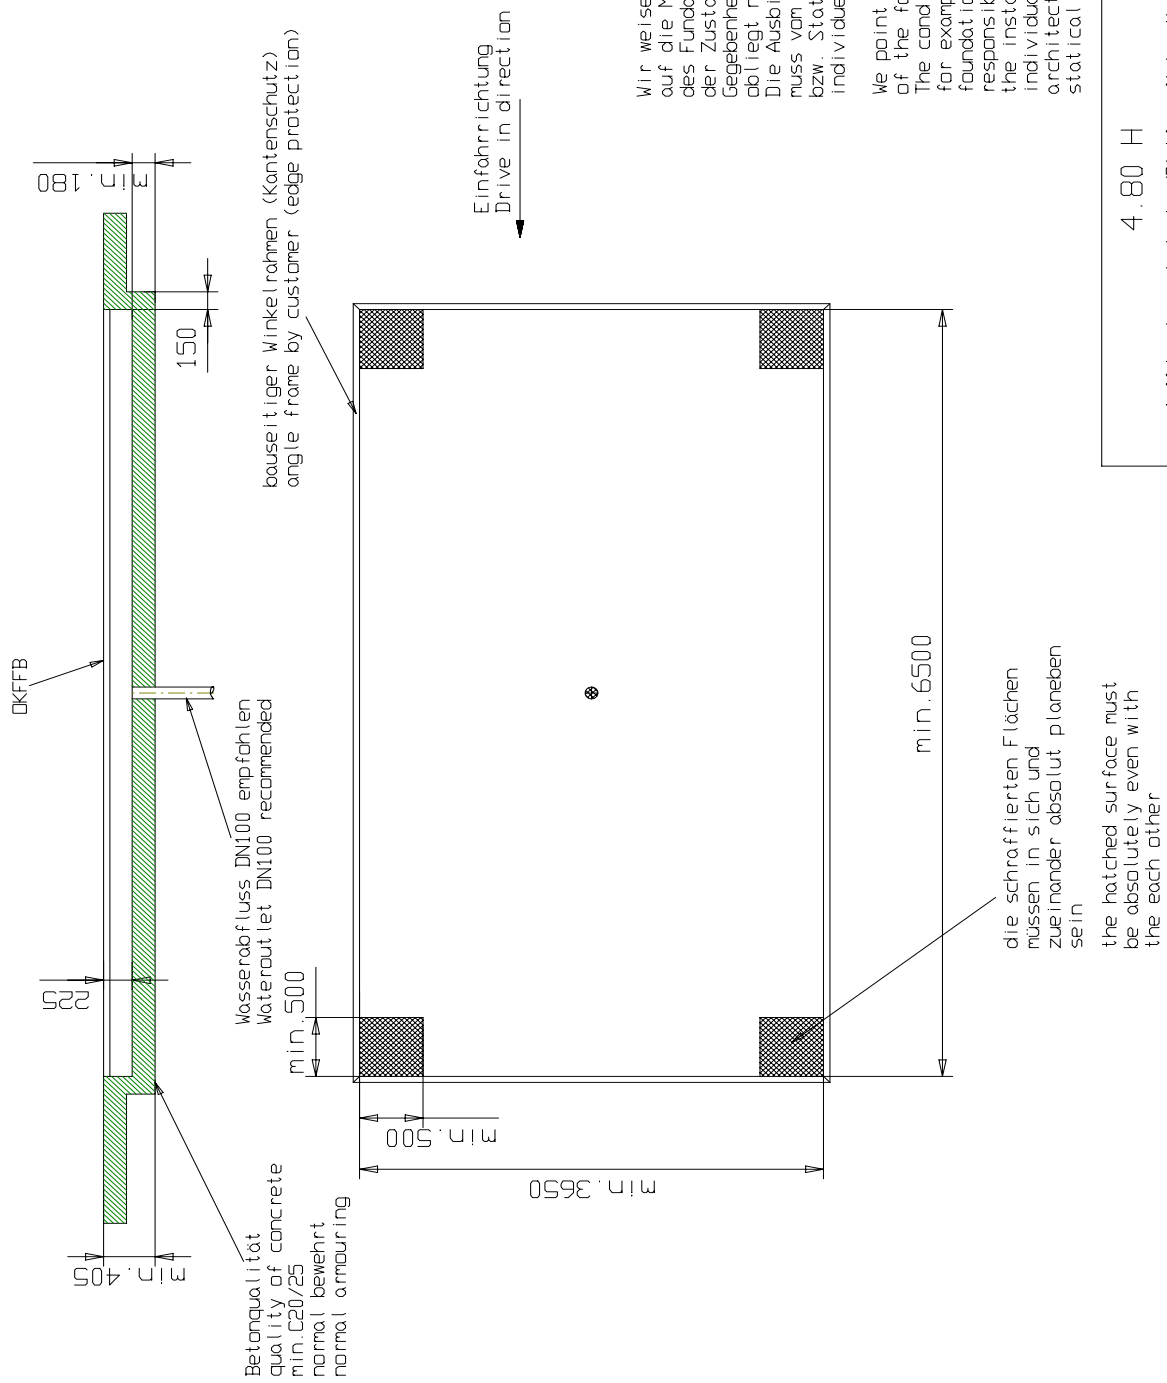 OKFFB
min.405
225
min.180
150
Betonqualität
quality of concrete
min.C20/25
normal bewehrt
normal armouring
Wasserabfluss DN100 empfohlen
Wateroutlet DN100 recommended
bauseitiger Winkelrahmen (Kantenschutz)
angle frame by customer (edge protection)
min.500
min.500
min.3650
min.6500
Einfahrrichtung
Drive in direction
die schraffierten Flächen
müssen in sich und
zueinander absolut planeben
sein
the hatched surface must
be absolutely even with
the each other
Wir weise
auf die M
des Funda
der Zusta
Gegebenhe
obliegt n
Die Ausbi
muss vom
bzw. Stat
individue
We point
of the fo
The cond
for examp
foundatio
responsib
the insta
individua
architect
statical
4.80 H